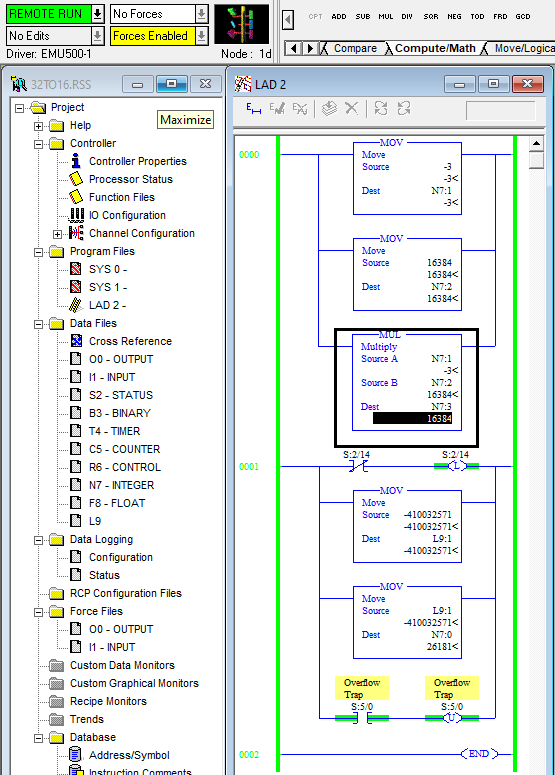 REMOTE RUN
No Forces
No Edits
Forces Enabled
Driver: EMU500-1
Node : 1d
CPT ADD SUB MUL DIV SQR NEG TOD FRD GCD
Compare
Compute/Math
Move/Logica
32TO16.RSS
Maximize
Project
Help
Controller
Controller Properties
Processor Status
Function Files
IO Configuration
Channel Configuration
Program Files
SYS 0 -
SYS 1 -
LAD 2 -
Data Files
Cross Reference
O0 - OUTPUT
I1 - INPUT
S2 - STATUS
B3 - BINARY
T4 - TIMER
C5 - COUNTER
R6 - CONTROL
N7 - INTEGER
F8 - FLOAT
L9
Data Logging
Configuration
Status
RCP Configuration Files
Force Files
O0 - OUTPUT
I1 - INPUT
Custom Data Monitors
Custom Graphical Monitors
Recipe Monitors
Trends
Database
Address/Symbol
Instruction Comments
LAD 2
0000
MOV
Move
Source -3
-3<
Dest N7:1
-3<
MOV
Move
Source 16384
16384<
Dest N7:2
16384<
MUL
Multiply
Source A N7:1
-3<
Source B N7:2
16384<
Dest N7:3
16384
0001
S:2/14
S:2/14
L
MOV
Move
Source -410032571
-410032571<
Dest L9:1
-410032571<
MOV
Move
Source L9:1
-410032571<
Dest N7:0
26181<
Overflow
Trap
S:5/0
Overflow
Trap
S:5/0
U
0002
END